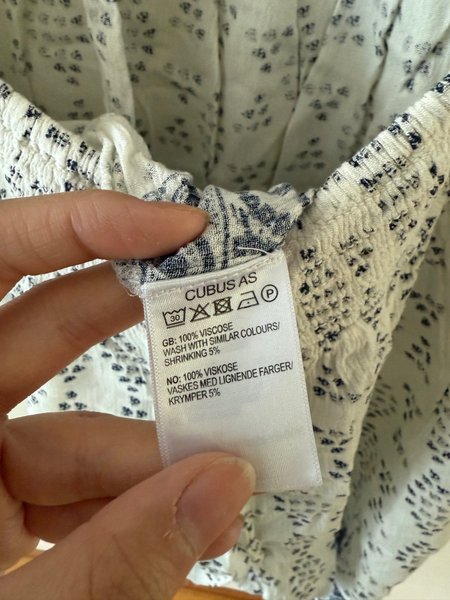 CUBUS AS
30 P
GB: 100% VISCOSE
WASH WITH SIMILAR COLOURS/
SHRINKING 5%
NO: 100% VISKOSE
VASKES MED LIGNENDE FARGER/
KRYMPER 5%